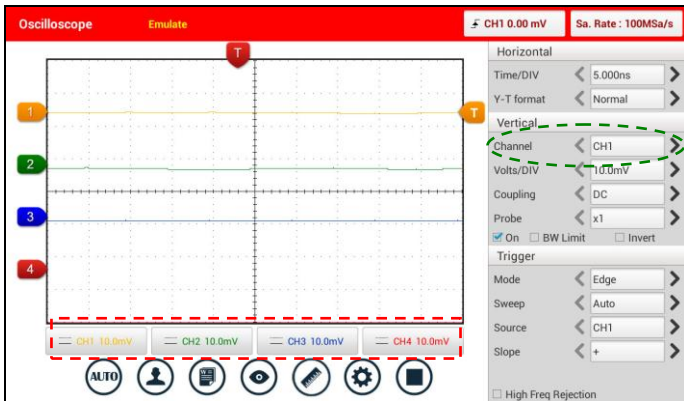 Oscilloscope Emulate CH1 0.00 mV Sa. Rate : 100MSa/s
T
1
T
2
3
4
CH1 10.0mV CH2 10.0mV CH3 10.0mV CH4 10.0mV
AUTO
Horizontal
Time/DIV 5.000ns
Y-T format Normal
Vertical
Channel CH1
Volts/DIV 10.0mV
Coupling DC
Probe x1
On BW Limit Invert
Trigger
Mode Edge
Sweep Auto
Source CH1
Slope +
High Freq Rejection